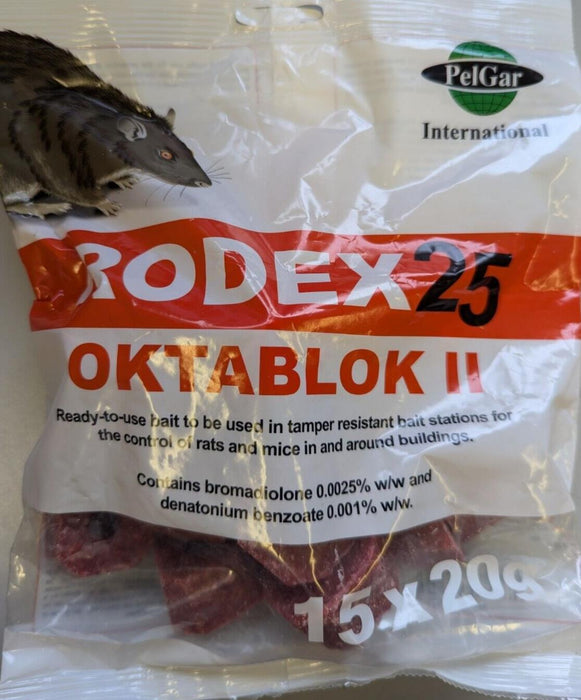 PelGar
International
RODEX25
OKTABLOK II
Ready-to-use bait to be used in tamper resistant bait stations for
the control of rats and mice in and around buildings.
Contains bromadiolone 0.0025% w/w and
denatonium benzoate 0.001% w/w.
15 x 20g